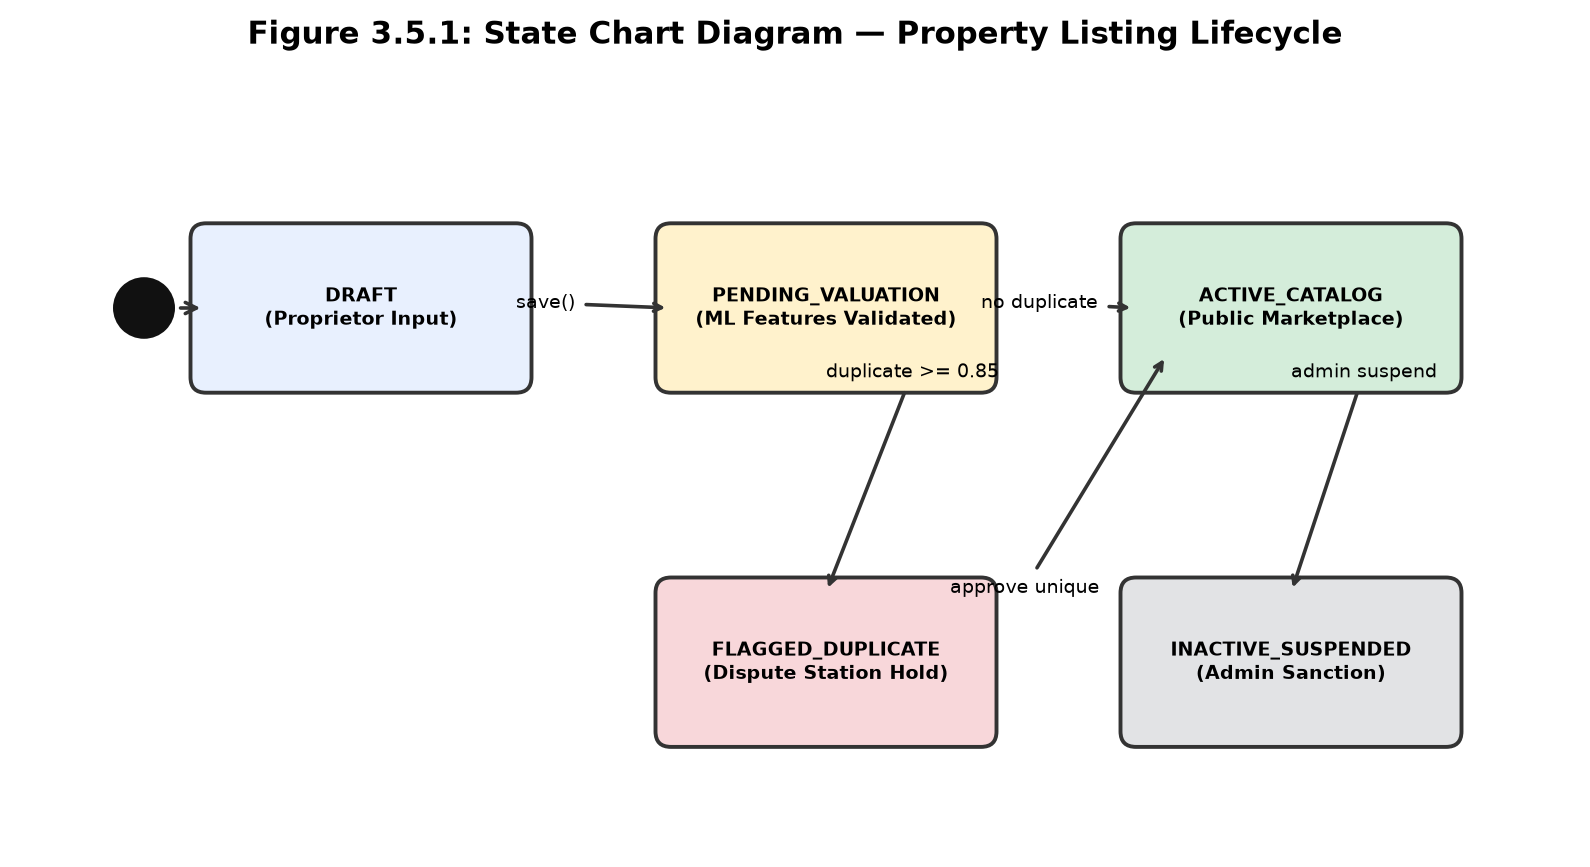 Figure 3.5.1: State Chart Diagram — Property Listing Lifecycle
DRAFT
(Proprietor Input)
save()
PENDING_VALUATION
(ML Features Validated)
no duplicate
ACTIVE_CATALOG
(Public Marketplace)
duplicate >= 0.85
admin suspend
approve unique
FLAGGED_DUPLICATE
(Dispute Station Hold)
INACTIVE_SUSPENDED
(Admin Sanction)